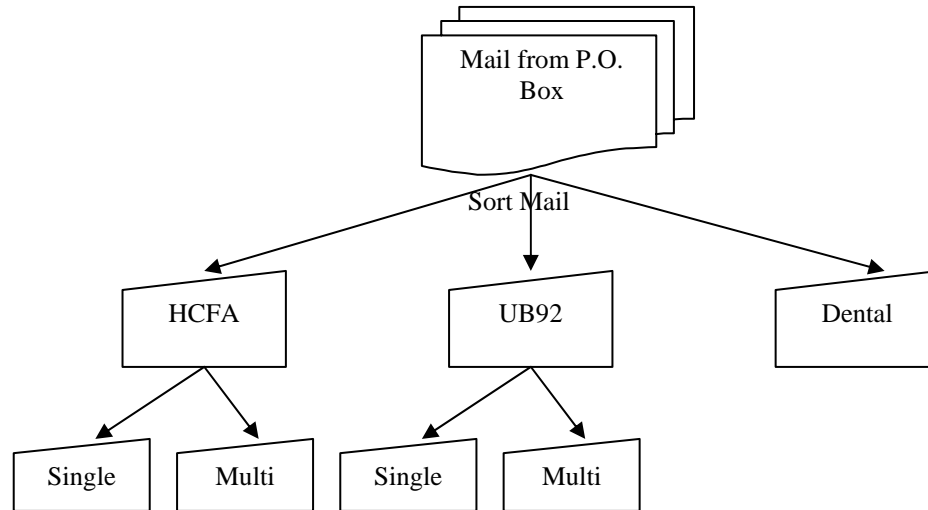 Mail from P.O.
Box
Sort Mail
HCFA
UB92
Dental
Single
Multi
Single
Multi